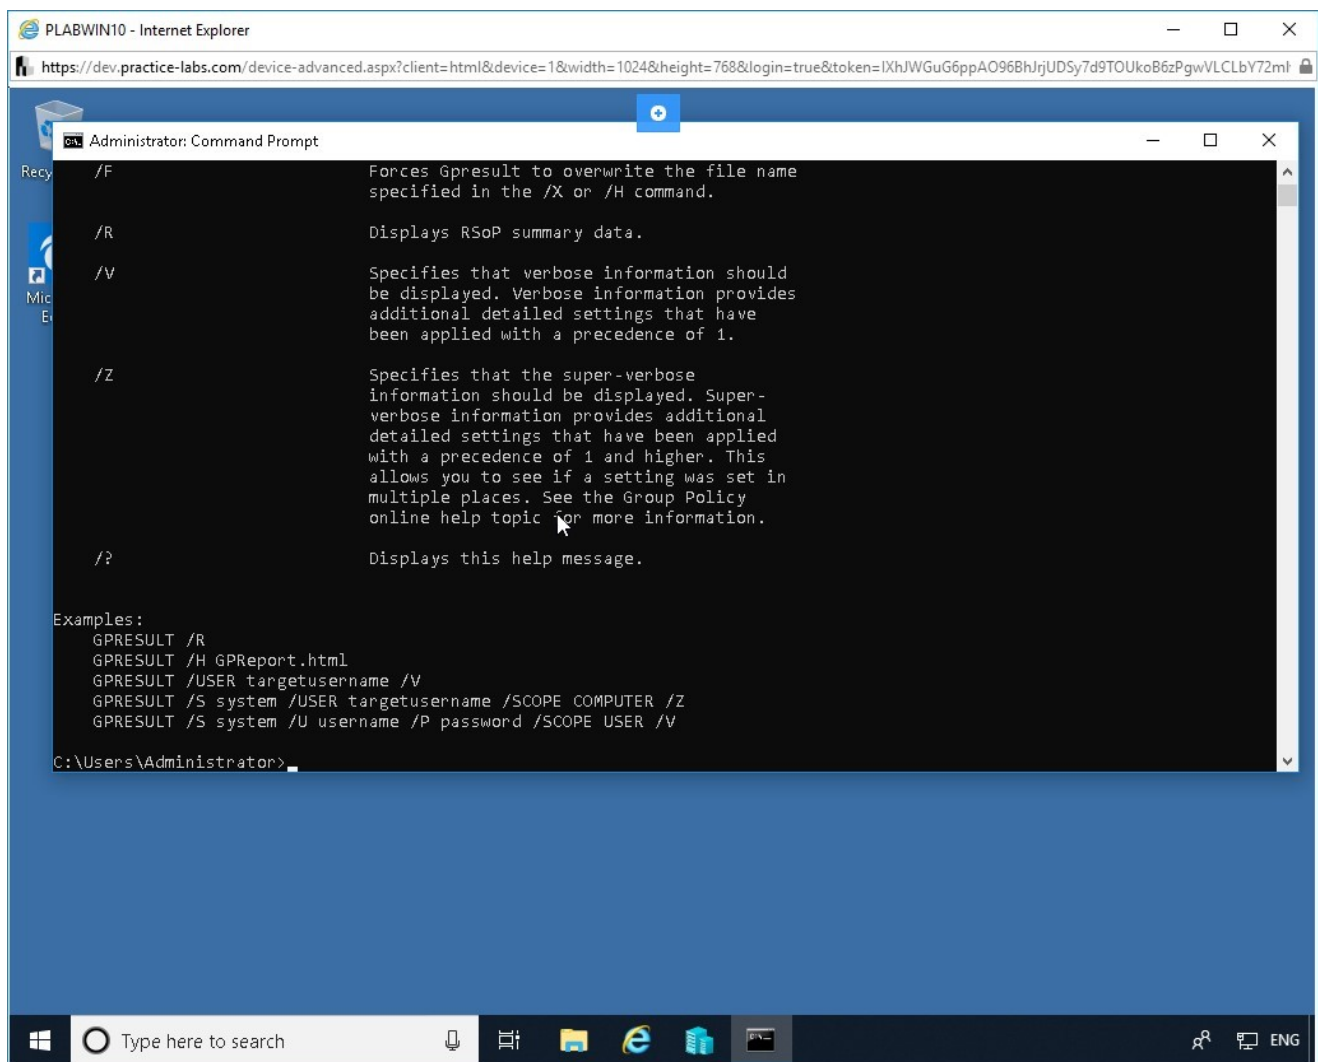 PLABWIN10 - Internet Explorer
https://dev.practice-labs.com/device-advanced.aspx?client=html&device=1&width=1024&height=768&login=true&token=
Administrator: Command Prompt
/F Forces Gpresult to overwrite the file name
specified in the /X or /H command.
/R Displays RSoP summary data.
/V Specifies that verbose information should
be displayed. Verbose information provides
additional detailed settings that have
been applied with a precedence of 1.
/Z Specifies that the super-verbose
information should be displayed. Super-
verbose information provides additional
detailed settings that have been applied
with a precedence of 1 and higher. This
allows you to see if a setting was set in
multiple places. See the Group Policy
online help topic for more information.
/? Displays this help message.
Examples:
GPRESULT /R
GPRESULT /H GPReport.html
GPRESULT /USER targetusername /V
GPRESULT /S system /USER targetusername /SCOPE COMPUTER /Z
GPRESULT /S system /U username /P password /SCOPE USER /V
C:\Users\Administrator>
Recy
Mic
Type here to search
ENG